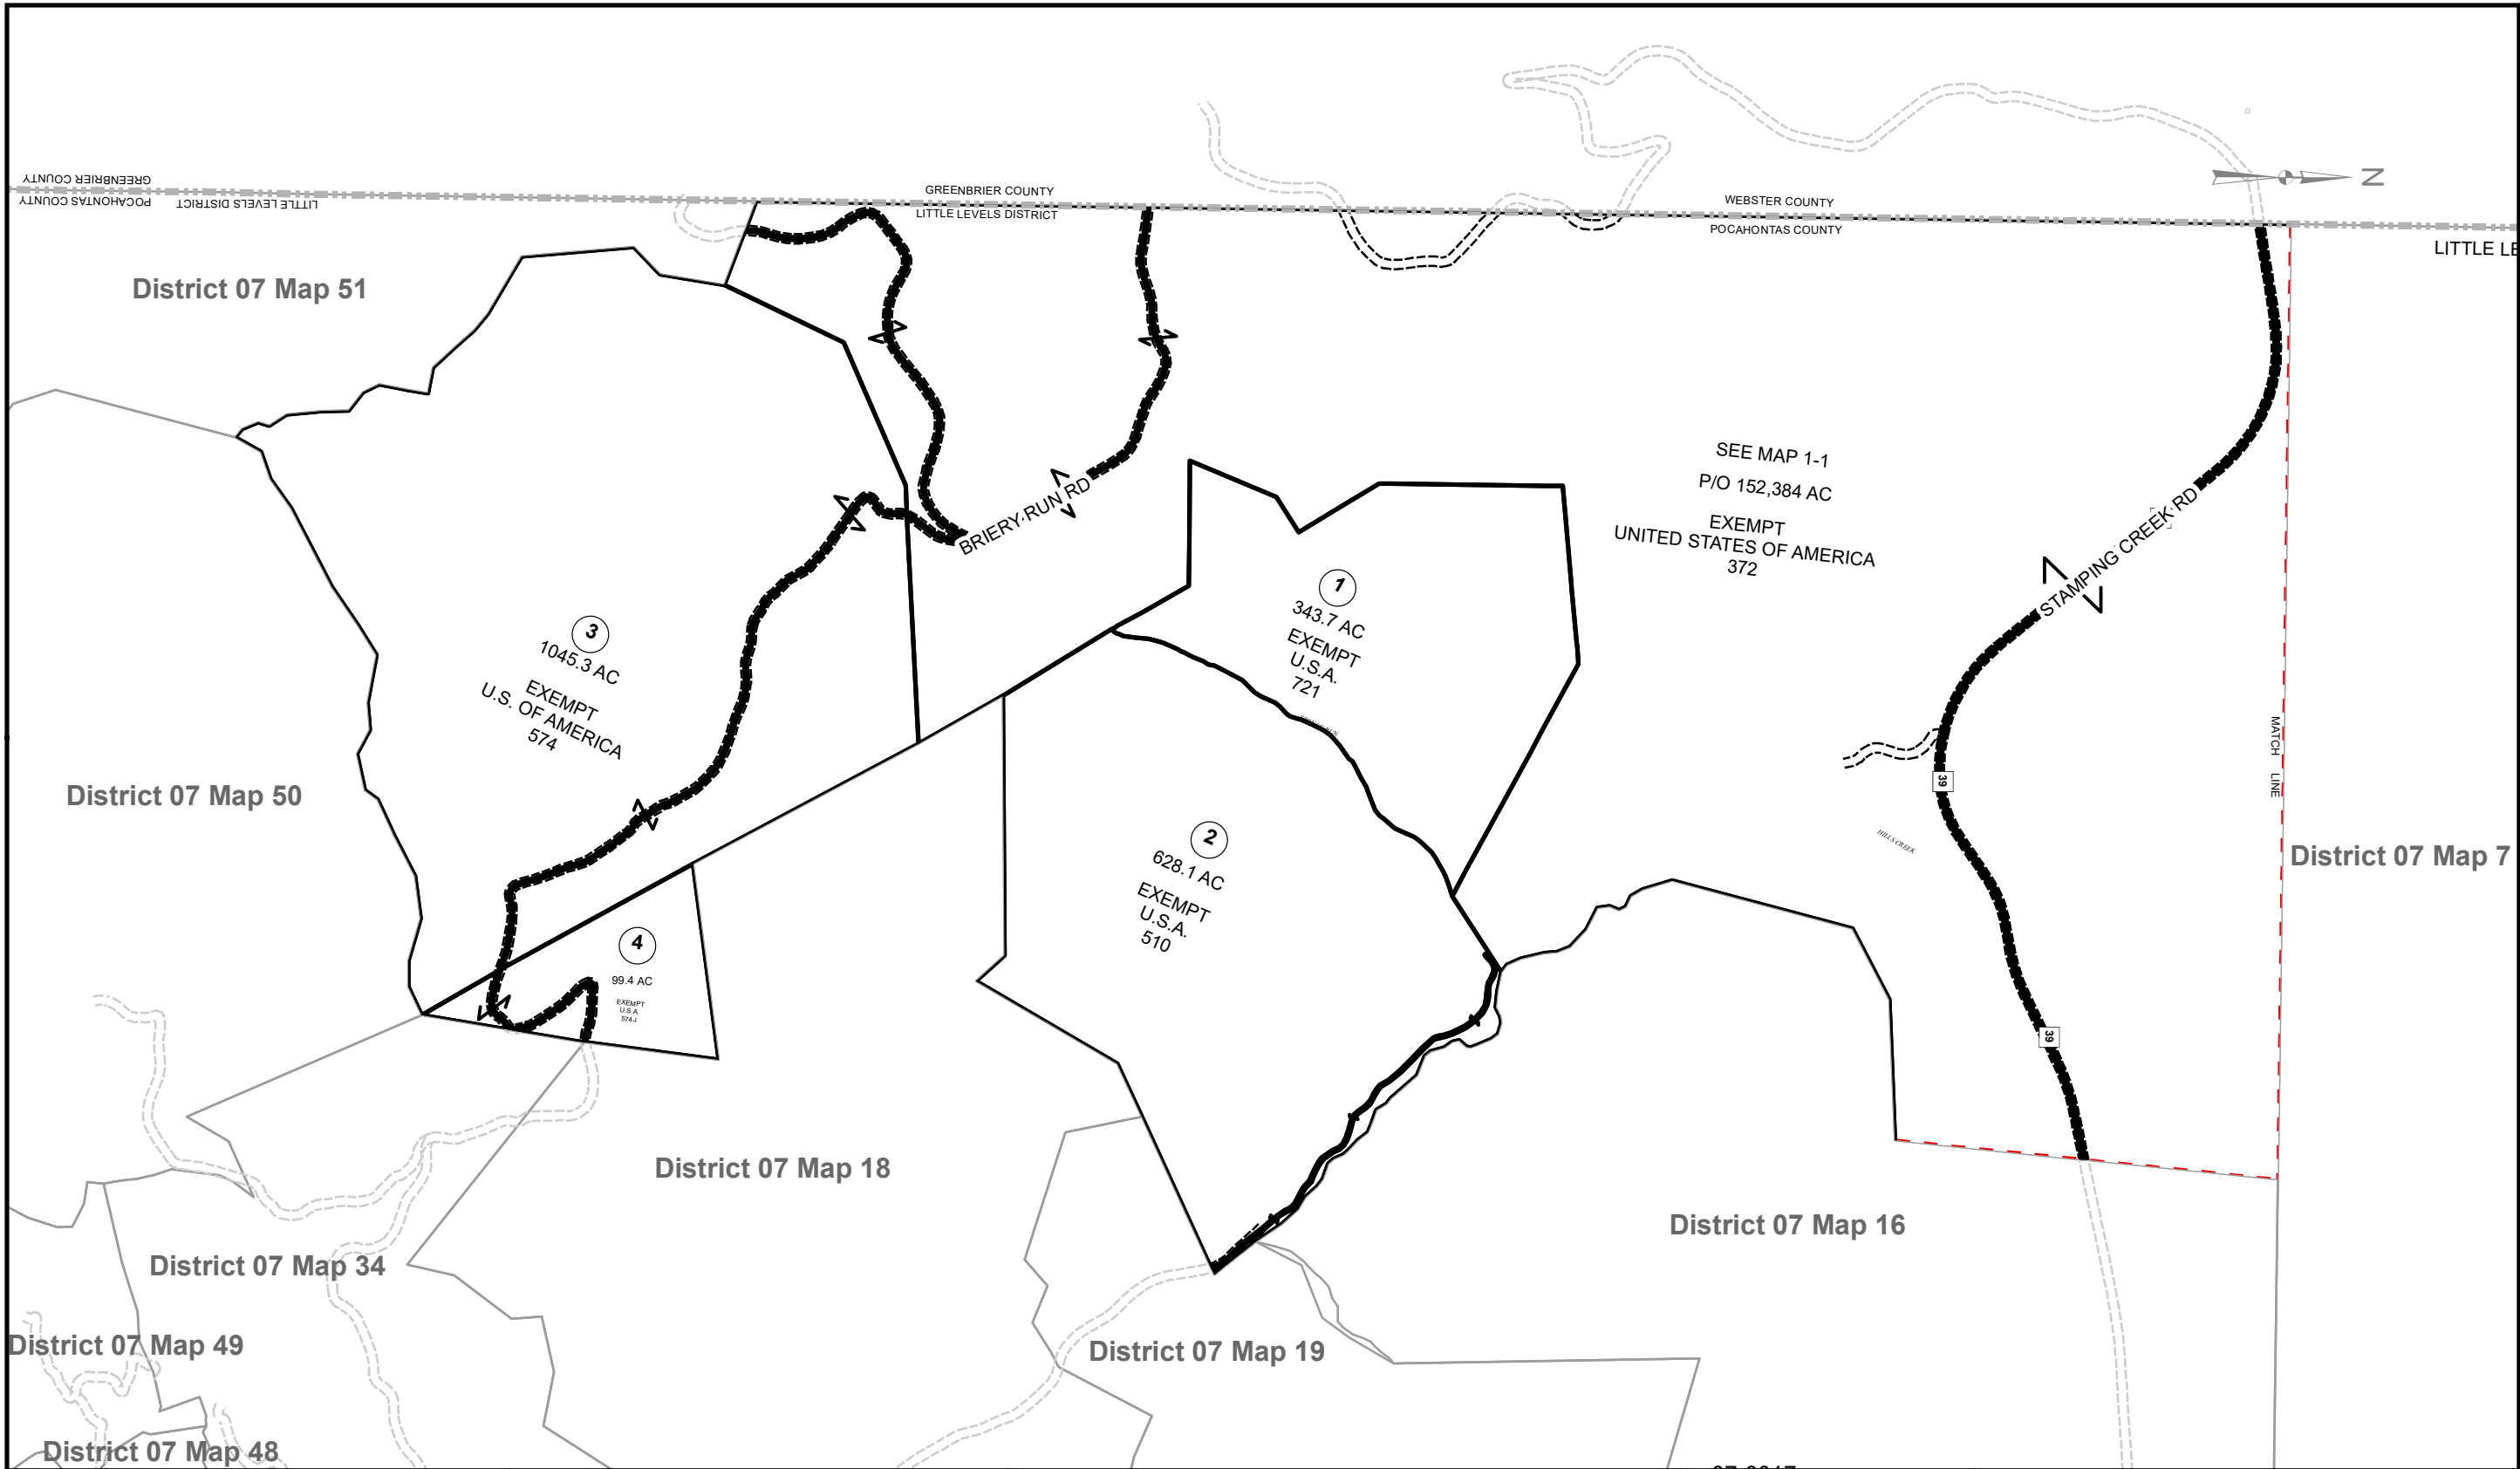 GREENBRIER COUNTY
POCAHONTAS COUNTY
LITTLE LEVELS DISTRICT
GREENBRIER COUNTY
LITTLE LEVELS DISTRICT
WEBSTER COUNTY
POCAHONTAS COUNTY
N
LITTLE LE
District 07 Map 51
SEE MAP 1-1
P/O 152,384 AC
EXEMPT
UNITED STATES OF AMERICA
372
BRIERY RUN RD
STAMPING CREEK RD
1
343.7 AC
EXEMPT
U.S.A.
721
3
1045.3 AC
EXEMPT
U.S. OF AMERICA
574
MATCH LINE
39
District 07 Map 50
HILLS CREEK
2
628.1 AC
EXEMPT
U.S.A.
510
District 07 Map 7
4
99.4 AC
EXEMPT
U.S.A.
574-I
39
District 07 Map 18
District 07 Map 16
District 07 Map 34
District 07 Map 49
District 07 Map 19
District 07 Map 48